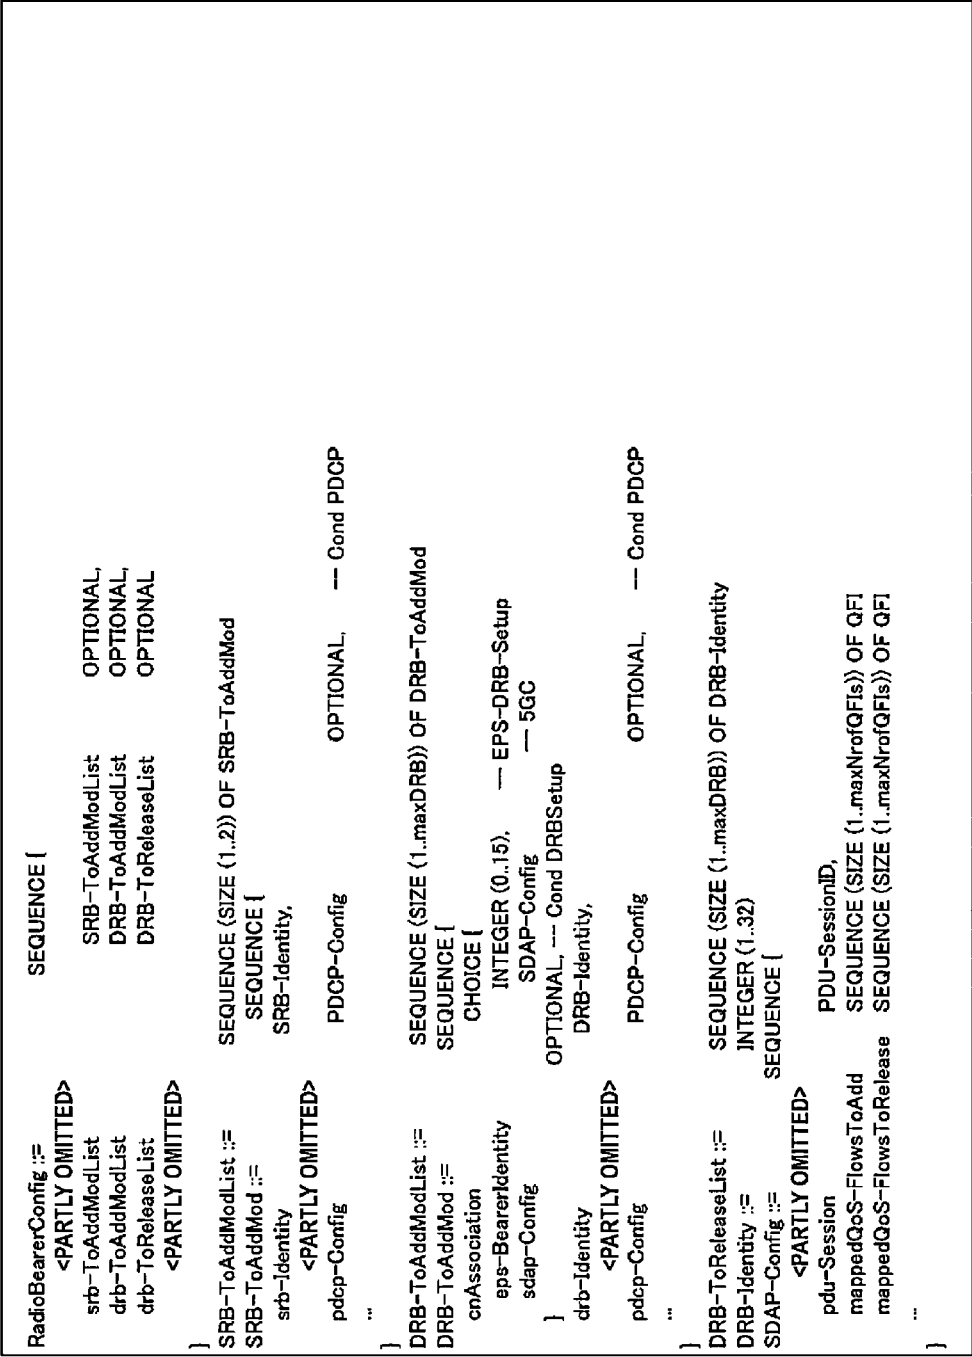 RadioBearerConfig ::= SEQUENCE {
<PARTLY OMITTED>
srb-ToAddModList SRB-ToAddModList OPTIONAL,
drb-ToAddModList DRB-ToAddModList OPTIONAL,
drb-ToReleaseList DRB-ToReleaseList OPTIONAL
<PARTLY OMITTED>
}
SRB-ToAddModList ::= SEQUENCE (SIZE (1..2)) OF SRB-ToAddMod
SRB-ToAddMod ::= SEQUENCE {
srb-Identity SRB-Identity,
<PARTLY OMITTED>
pdcp-Config PDCP-Config OPTIONAL, -- Cond PDCP
...
}
DRB-ToAddModList ::= SEQUENCE (SIZE (1..maxDRB)) OF DRB-ToAddMod
DRB-ToAddMod ::= SEQUENCE {
cnAssociation CHOICE {
eps-BearerIdentity INTEGER (0..15), -- EPS-DRB-Setup
sdap-Config SDAP-Config -- 5GC
} OPTIONAL, -- Cond DRBSetup
drb-Identity DRB-Identity,
<PARTLY OMITTED>
pdcp-Config PDCP-Config OPTIONAL, -- Cond PDCP
...
}
DRB-ToReleaseList ::= SEQUENCE (SIZE (1..maxDRB)) OF DRB-Identity
DRB-Identity ::= INTEGER (1..32)
SDAP-Config ::= SEQUENCE {
<PARTLY OMITTED>
pdu-Session PDU-SessionID,
mappedQoS-FlowsToAdd SEQUENCE (SIZE (1..maxNrofQFIs)) OF QFI
mappedQoS-FlowsToRelease SEQUENCE (SIZE (1..maxNrofQFIs)) OF QFI
...
}